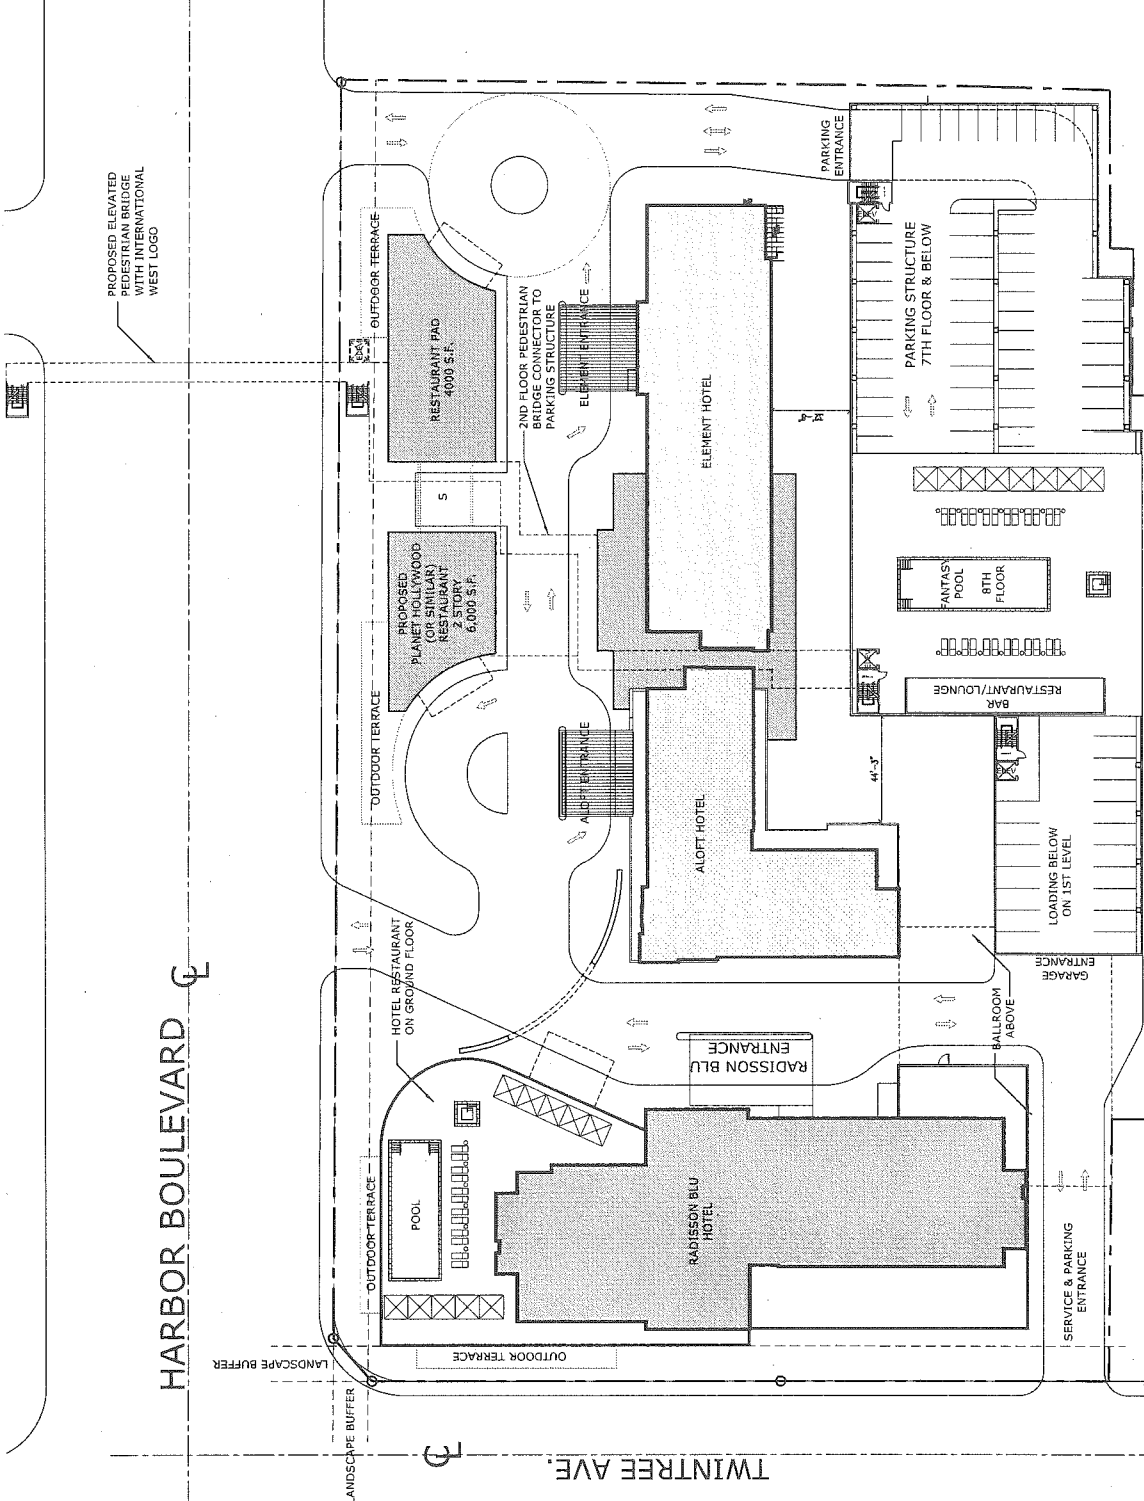 HARBOR BOULEVARD
TWINTREE AVE.
PROPOSED ELEVATED
PEDESTRIAN BRIDGE
WITH INTERNATIONAL
WEST LOGO
OUTDOOR TERRACE
RESTAURANT PAD
4000 S.F.
2ND FLOOR PEDESTRIAN
BRIDGE CONNECTOR TO
PARKING STRUCTURE
ELEMENT ENTRANCE
ELEMENT HOTEL
PARKING
ENTRANCE
PARKING STRUCTURE
7TH FLOOR & BELOW
S
PROPOSED
PLANET HOLLYWOOD
(OR SIMILAR)
RESTAURANT
2 STORY
6,000 S.F.
OUTDOOR TERRACE
ALOFT ENTRANCE
ALOFT HOTEL
FANTASY
POOL
8TH
FLOOR
BAR
RESTAURANT/LOUNGE
44'-3"
LOADING BELOW
ON 1ST LEVEL
GARAGE
ENTRANCE
HOTEL RESTAURANT
ON GROUND FLOOR
RADISSON BLU
ENTRANCE
BALLROOM
ABOVE
OUTDOOR TERRACE
POOL
RADISSON BLU
HOTEL
SERVICE & PARKING
ENTRANCE
OUTDOOR TERRACE
LANDSCAPE BUFFER
LANDSCAPE BUFFER